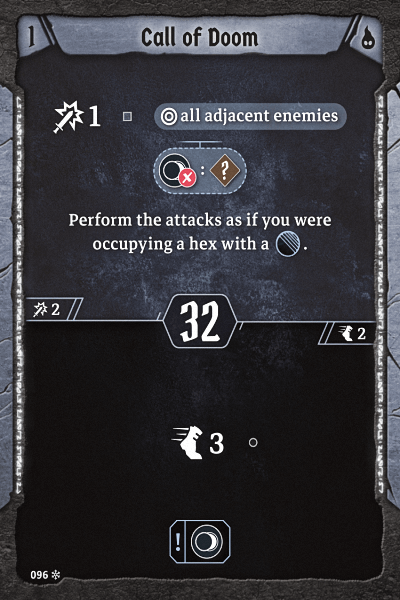 1
Call of Doom
1
all adjacent enemies
: ?
Perform the attacks as if you were
occupying a hex with a .
2
32
2
3
!
096